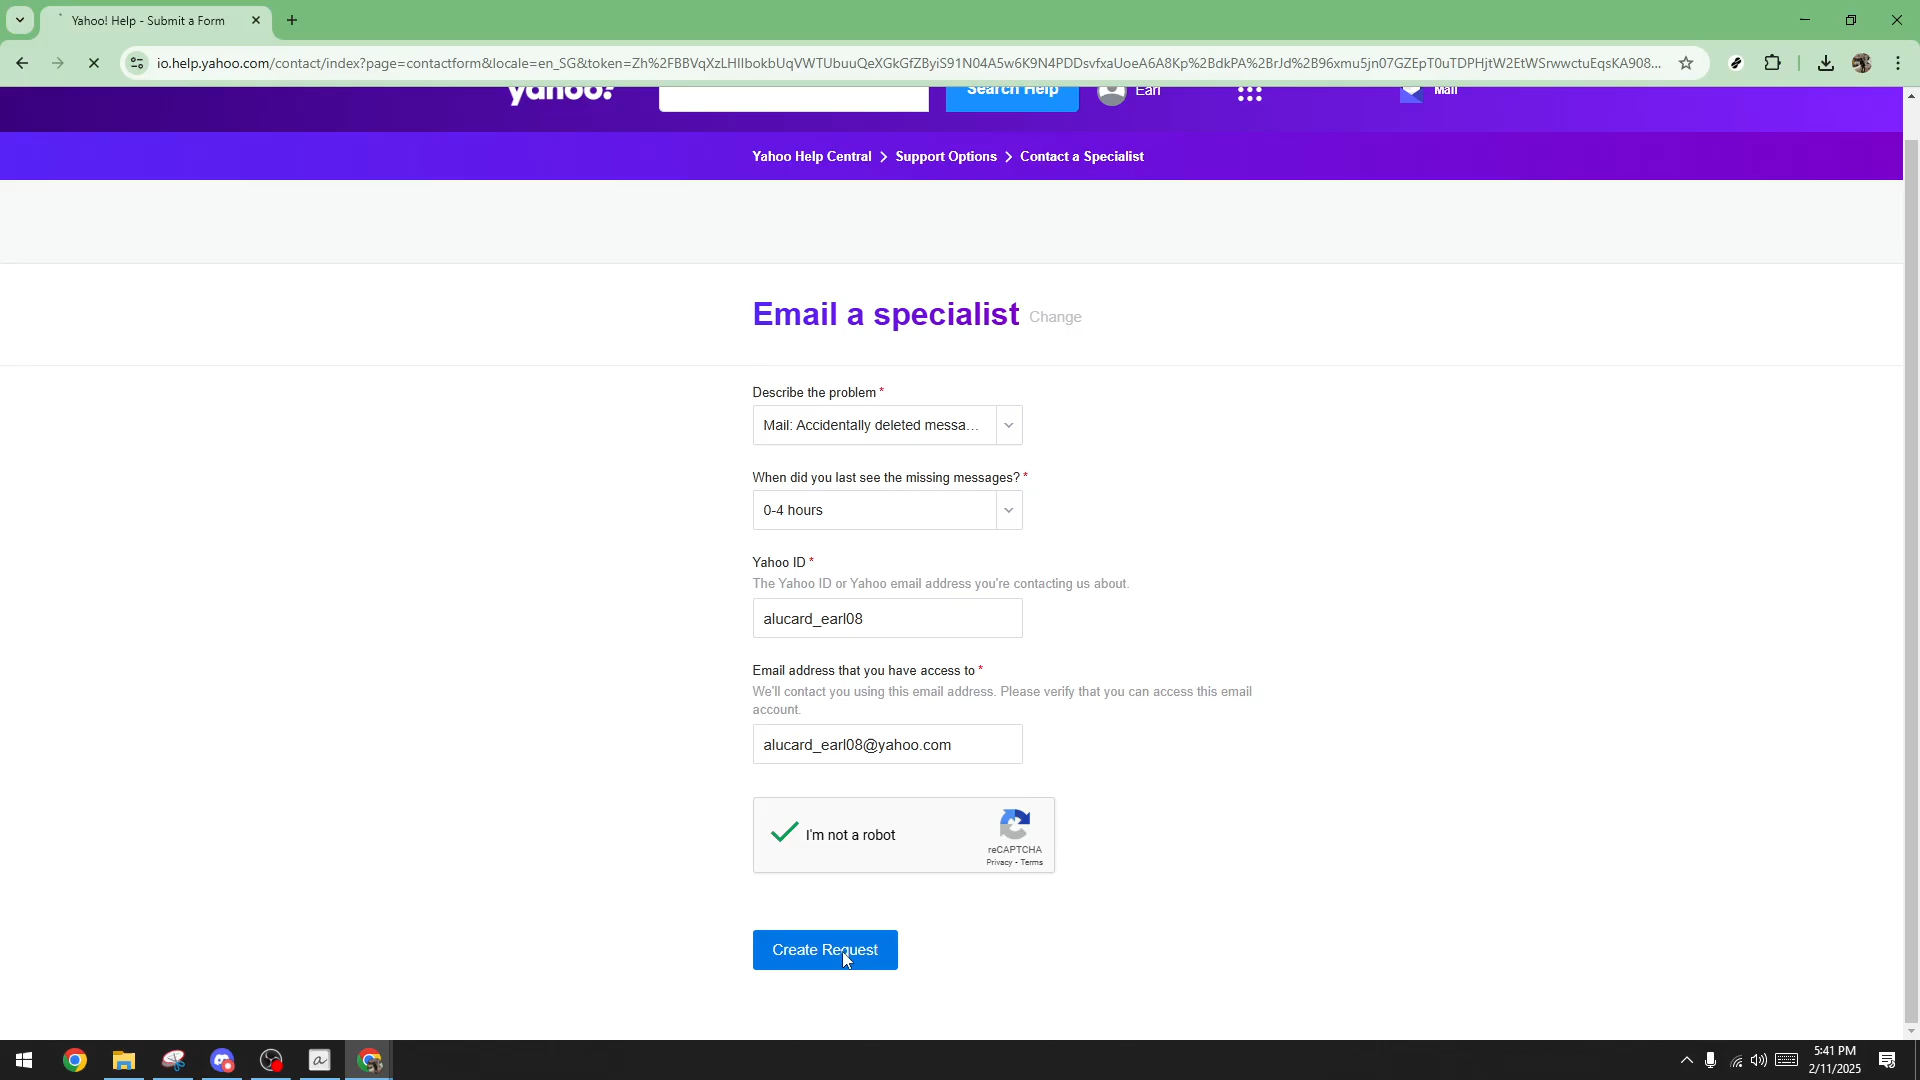 Yahoo! Help - Submit a Form
io.help.yahoo.com/contact/index?page=contactform&locale=en_SG&token=Zh%2FBBVqXzLHIlbokbUqVWTUbuuQeXGkGfZByiS91N04A5w6K9N4PDDsvfxaUoeA6A8Kp%2BdkPA%2BrJd%2B96xmu5jn07GZEpT0uTDPHjtW2EtWSrwwctuEqsKA908...
yahoo!
Search Help
Earl
Mail
Yahoo Help Central > Support Options > Contact a Specialist
Email a specialist Change
Describe the problem *
Mail: Accidentally deleted messa...
When did you last see the missing messages? *
0-4 hours
Yahoo ID *
The Yahoo ID or Yahoo email address you're contacting us about.
alucard_earl08
Email address that you have access to *
We'll contact you using this email address. Please verify that you can access this email
account.
alucard_earl08@yahoo.com
I'm not a robot
reCAPTCHA
Privacy - Terms
Create Request
5:41 PM
2/11/2025